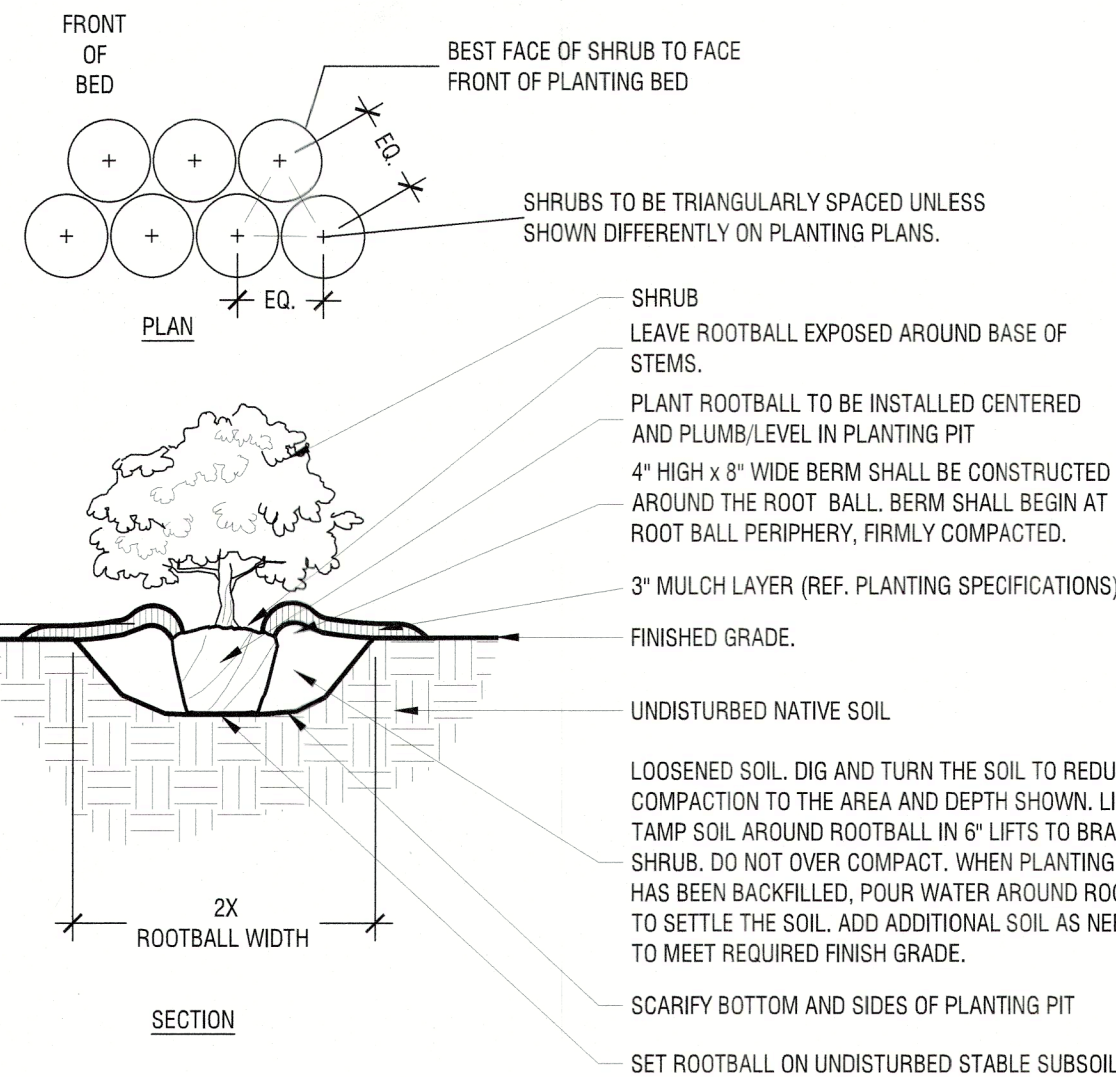 FRONT
OF
BED
BEST FACE OF SHRUB TO FACE
FRONT OF PLANTING BED
EQ.
SHRUBS TO BE TRIANGULARLY SPACED UNLESS
SHOWN DIFFERENTLY ON PLANTING PLANS.
EQ.
PLAN
SHRUB
LEAVE ROOTBALL EXPOSED AROUND BASE OF
STEMS.
PLANT ROOTBALL TO BE INSTALLED CENTERED
AND PLUMB/LEVEL IN PLANTING PIT
4" HIGH x 8" WIDE BERM SHALL BE CONSTRUCTED
AROUND THE ROOT BALL. BERM SHALL BEGIN AT
ROOT BALL PERIPHERY, FIRMLY COMPACTED.
3" MULCH LAYER (REF. PLANTING SPECIFICATIONS)
FINISHED GRADE.
UNDISTURBED NATIVE SOIL
LOOSENED SOIL. DIG AND TURN THE SOIL TO REDU
COMPACTION TO THE AREA AND DEPTH SHOWN. LI
TAMP SOIL AROUND ROOTBALL IN 6" LIFTS TO BRA
SHRUB. DO NOT OVER COMPACT. WHEN PLANTING
HAS BEEN BACKFILLED, POUR WATER AROUND ROO
TO SETTLE THE SOIL. ADD ADDITIONAL SOIL AS NEE
TO MEET REQUIRED FINISH GRADE.
2X
ROOTBALL WIDTH
SCARIFY BOTTOM AND SIDES OF PLANTING PIT
SECTION
SET ROOTBALL ON UNDISTURBED STABLE SUBSOIL